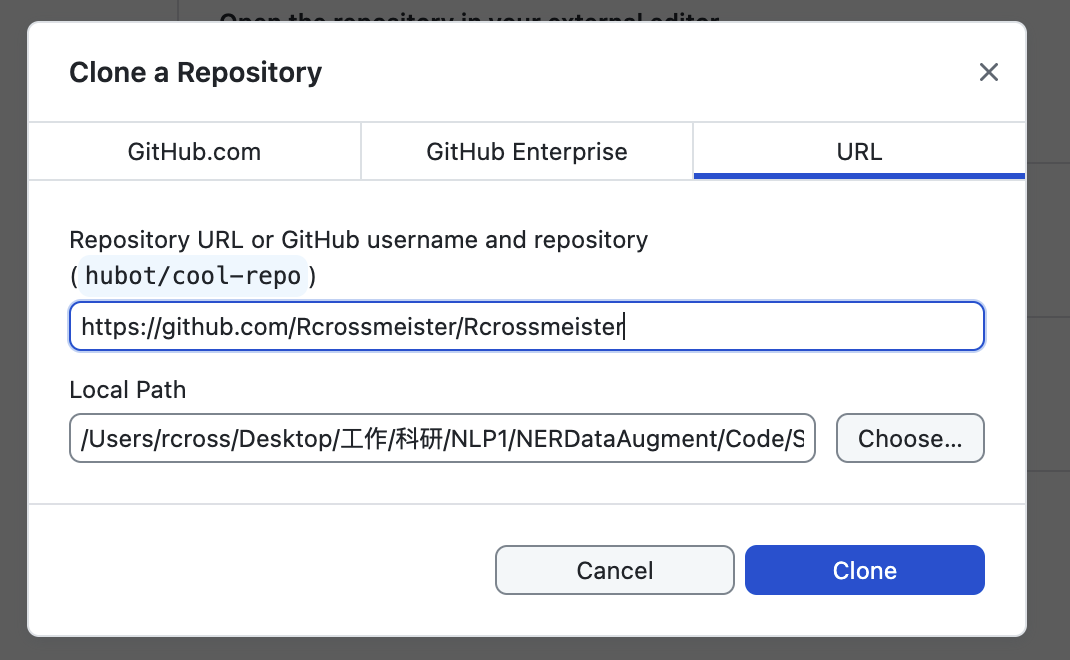 Open the repository in your external editor
Clone a Repository
GitHub.com
GitHub Enterprise
URL
Repository URL or GitHub username and repository
(hubot/cool-repo)
https://github.com/Rcrossmeister/Rcrossmeister
Local Path
/Users/rcross/Desktop/工作/科研/NLP1/NERDataAugment/Code/S
Choose...
Cancel
Clone